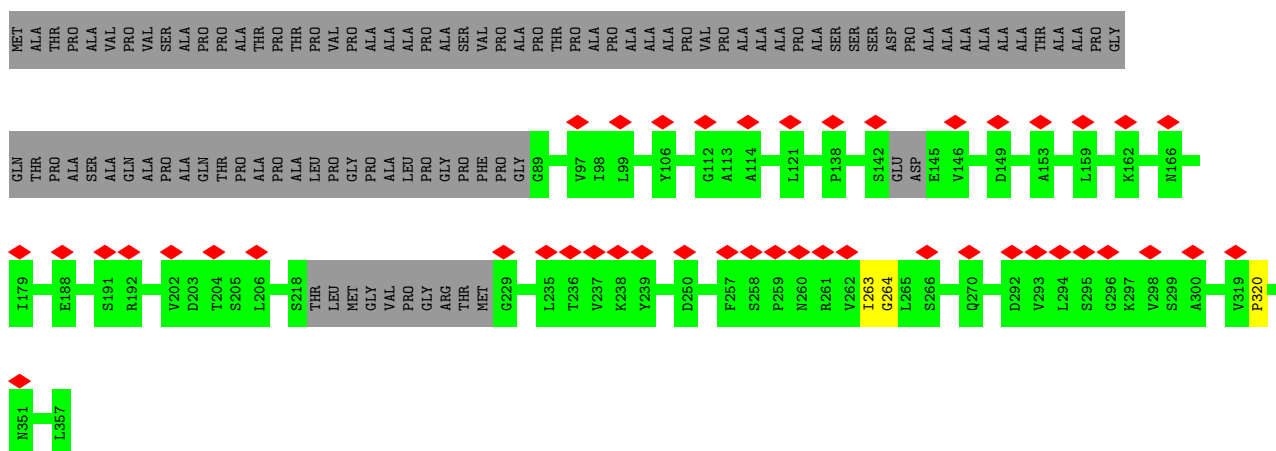 MET ALA THR PRO ALA VAL PRO VAL SER ALA PRO PRO ALA THR PRO THR PRO VAL PRO ALA ALA ALA PRO ALA SER VAL PRO ALA PRO THR PRO ALA PRO ALA ALA ALA PRO VAL PRO ALA ALA ALA PRO ALA SER SER SER ASP PRO ALA ALA ALA ALA ALA ALA THR ALA ALA PRO GLY
GLN THR PRO ALA SER ALA GLN ALA PRO ALA GLN THR PRO ALA PRO ALA LEU PRO GLY PRO ALA LEU PRO GLY PRO PHE PRO GLY G89 V97 I98 L99 Y106 G112 A113 A114 L121 P138 S142 GLU ASP E145 V146 D149 A153 L159 K162 N166
I179 E188 S191 R192 V202 D203 T204 S205 L206 S218 THR LEU MET GLY VAL PRO GLY ARG THR MET G229 L235 T236 V237 K238 Y239 D250 F257 S258 P259 N260 R261 V262 I263 G264 L265 S266 Q270 D292 V293 L294 S295 G296 K297 V298 S299 A300 V319 P320
N351 L357